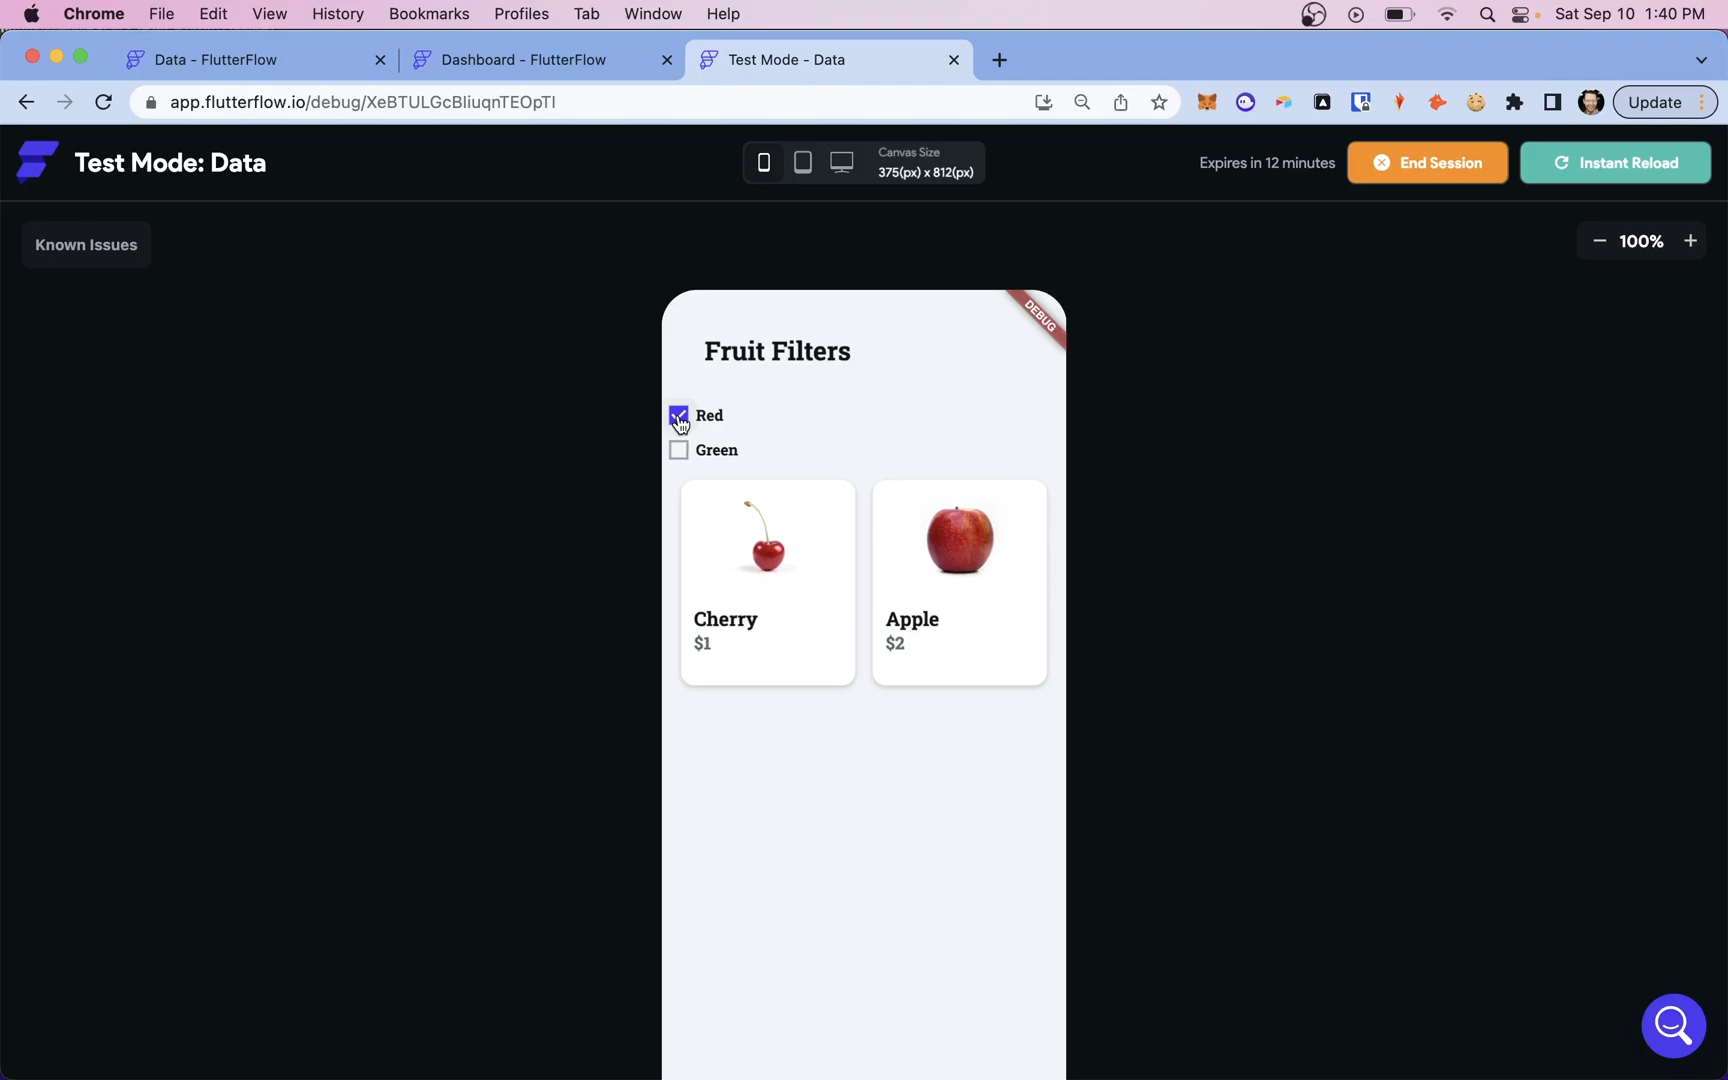 Chrome File Edit View History Bookmarks Profiles Tab Window Help Sat Sep 10 1:40 PM
Data - FlutterFlow Dashboard - FlutterFlow Test Mode - Data
app.flutterflow.io/debug/XeBTULGcBliuqnTEOpTI Update
Test Mode: Data
Canvas Size
375(px) x 812(px)
Expires in 12 minutes End Session Instant Reload
Known Issues
100%
DEBUG
Fruit Filters
Red
Green
Cherry
$1
Apple
$2